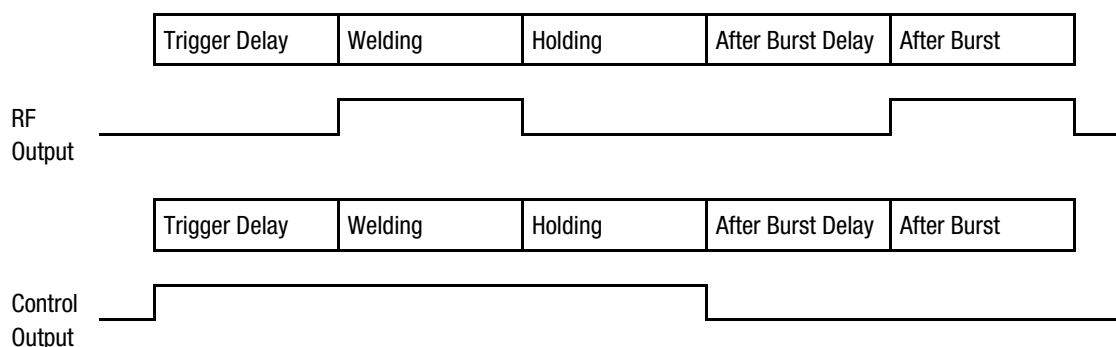 Trigger Delay Welding Holding After Burst Delay After Burst
RF
Output
Trigger Delay Welding Holding After Burst Delay After Burst
Control
Output